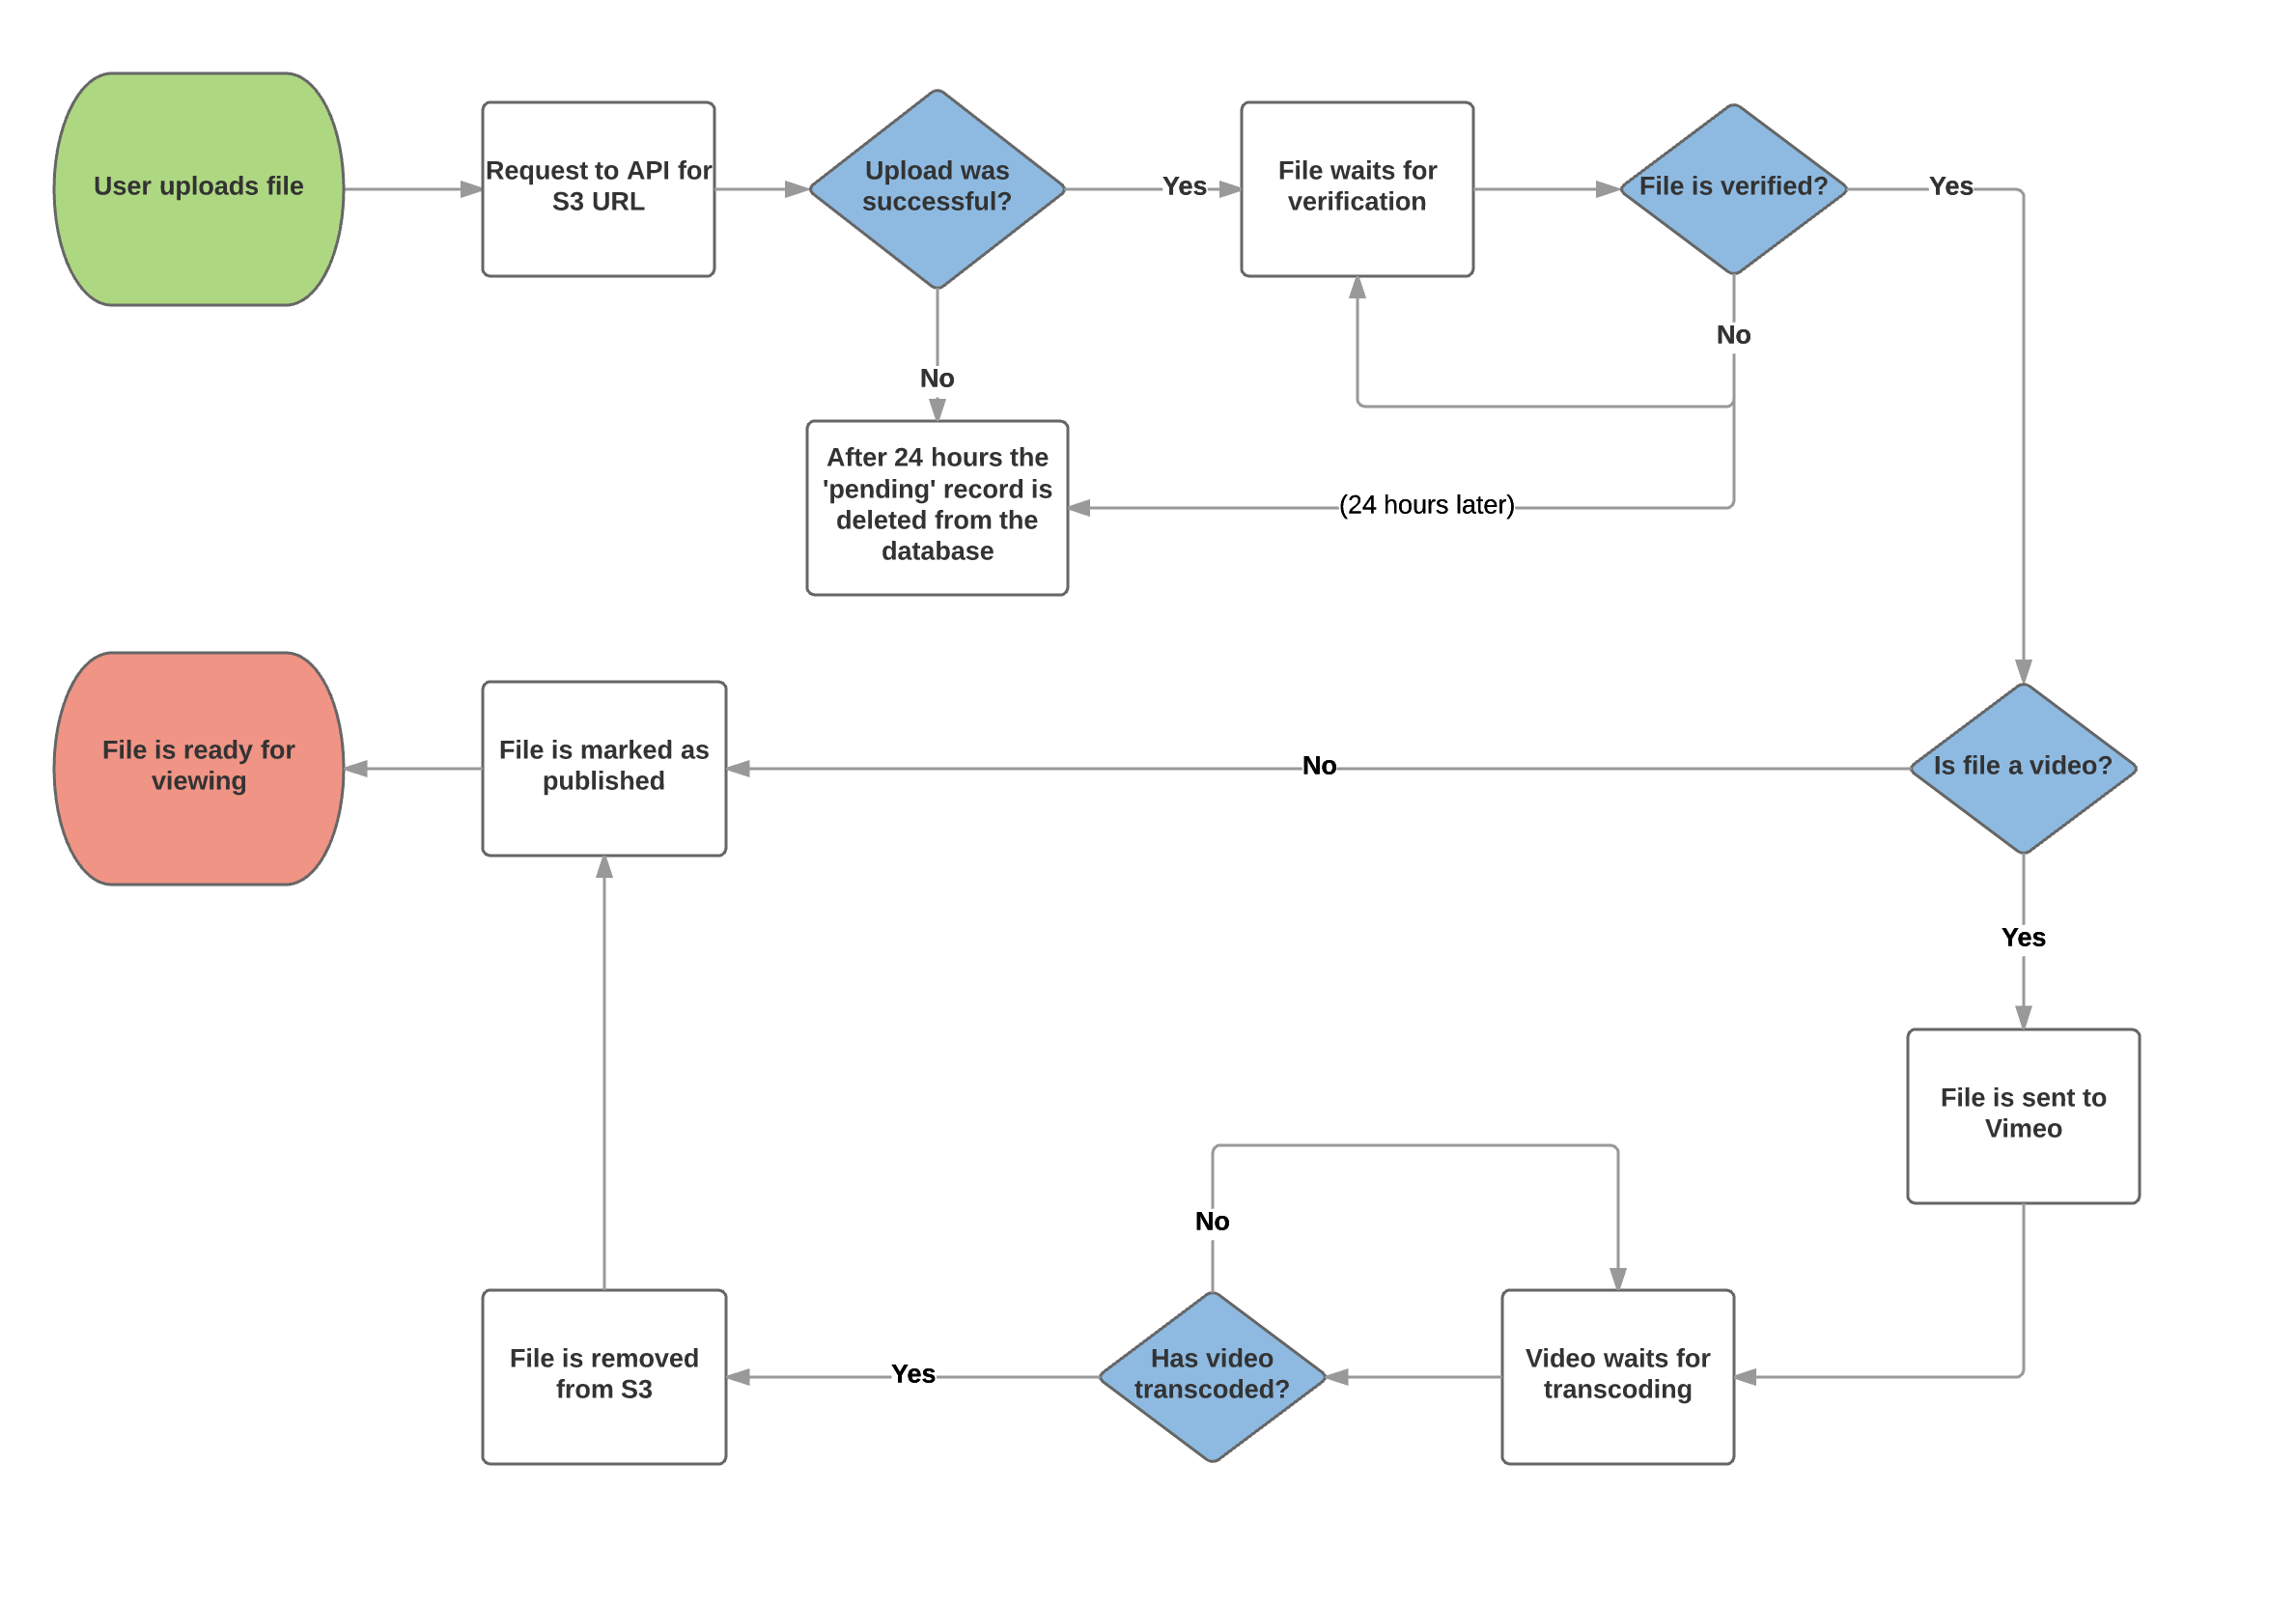 User uploads file
Request to API for
S3 URL
Upload was
successful?
Yes
File waits for
verification
File is verified?
Yes
No
No
After 24 hours the
'pending' record is
deleted from the
database
(24 hours later)
File is ready for
viewing
File is marked as
published
No
Is file a video?
Yes
File is sent to
Vimeo
No
File is removed
from S3
Yes
Has video
transcoded?
Video waits for
transcoding